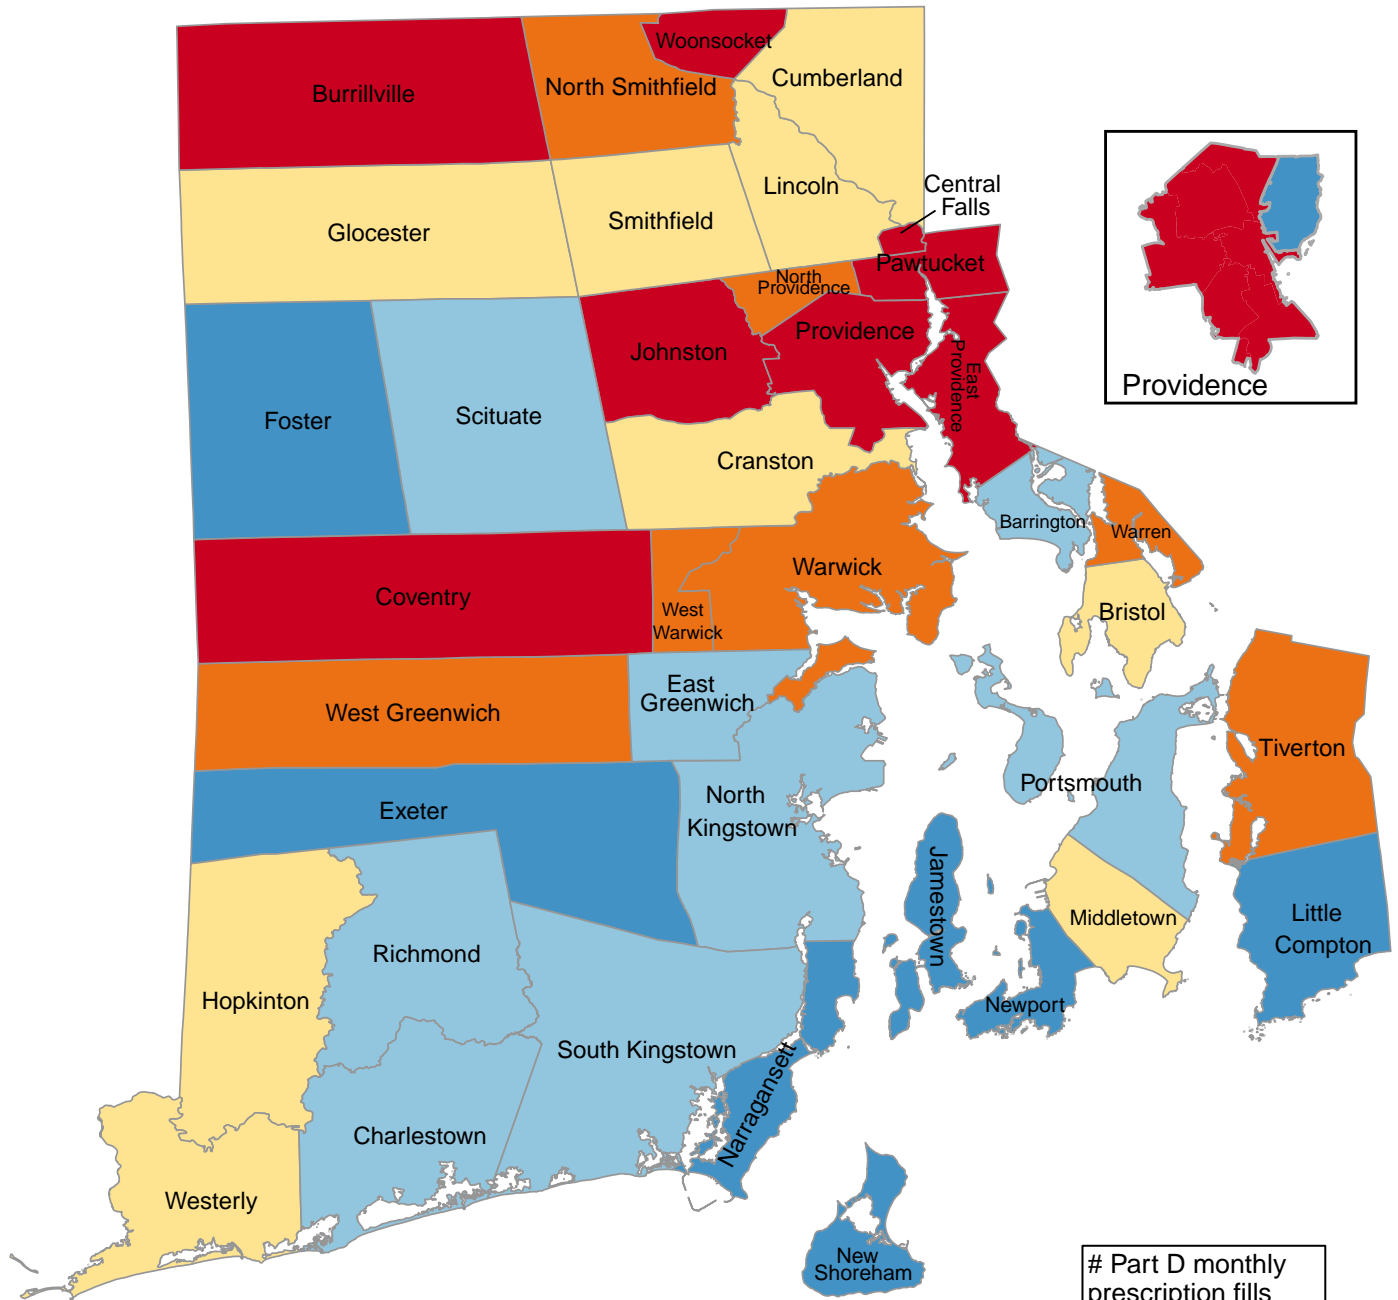 Woonsocket
Burrillville
North Smithfield
Cumberland
Lincoln
Central
Falls
Glocester
Smithfield
Pawtucket
North
Providence
Johnston
Providence
East
Providence
Providence
Foster
Scituate
Cranston
Barrington
Warren
Coventry
West
Warwick
Warwick
Bristol
West Greenwich
East
Greenwich
Tiverton
Exeter
North
Kingstown
Portsmouth
Jamestown
Middletown
Little
Compton
Richmond
Hopkinton
Newport
South Kingstown
Narragansett
Charlestown
Westerly
New
Shoreham
# Part D monthly
prescription fills